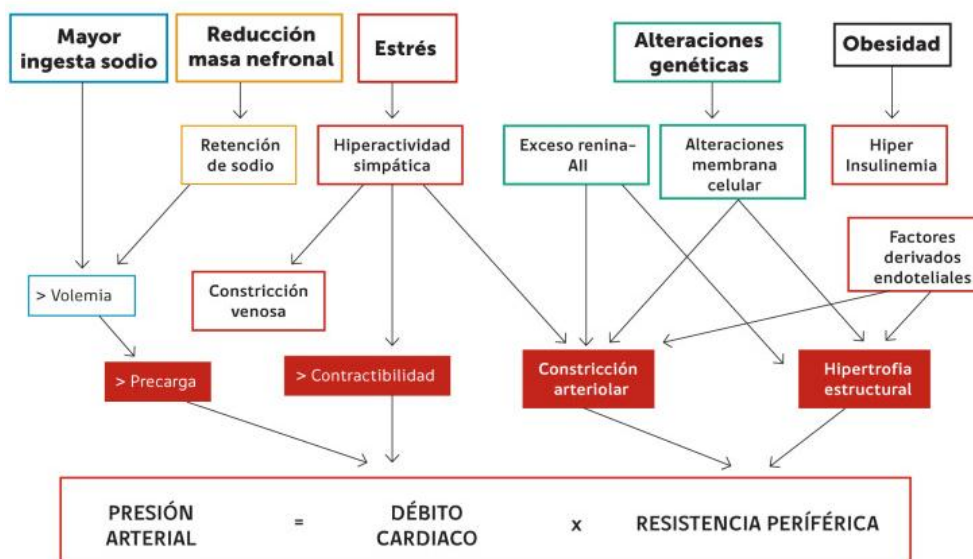 Mayor
ingesta sodio
Reducción
masa nefronal
Estrés
Alteraciones
genéticas
Obesidad
Retención
de sodio
Hiperactividad
simpática
Exceso renina-
AII
Alteraciones
membrana
celular
Hiper
Insulinemia
Factores
derivados
endoteliales
> Volemia
Constricción
venosa
> Precarga
> Contractibilidad
Constricción
arteriolar
Hipertrofia
estructural
PRESIÓN
ARTERIAL
=
DÉBITO
CARDIACO
x
RESISTENCIA PERÍFÉRICA